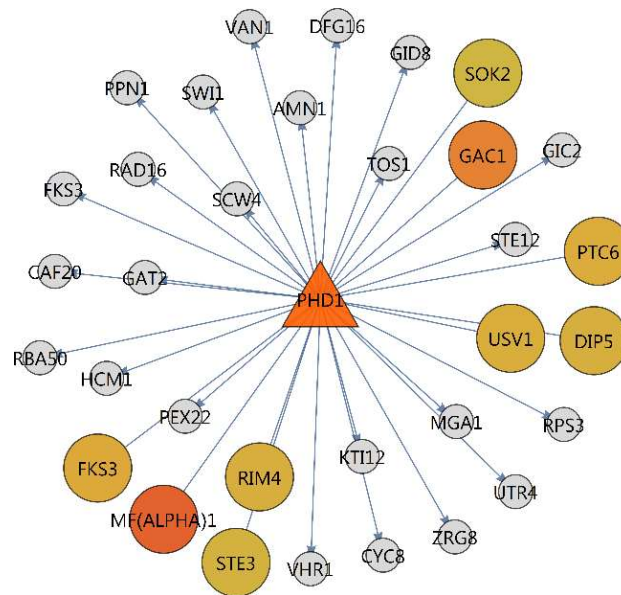 VAN1
DFG16
GID8
SOK2
PPN1
SWI1
AMN1
GAC1
GIC2
TOS1
RAD16
FKS3
SCW4
STE12
PTC6
CAF20
GAT2
PHD1
USV1
DIP5
RBA50
HCM1
PEX22
MGA1
RPS3
FKS3
RIM4
KTI12
UTR4
MF(ALPHA)1
STE3
VHR1
CYC8
ZRG8